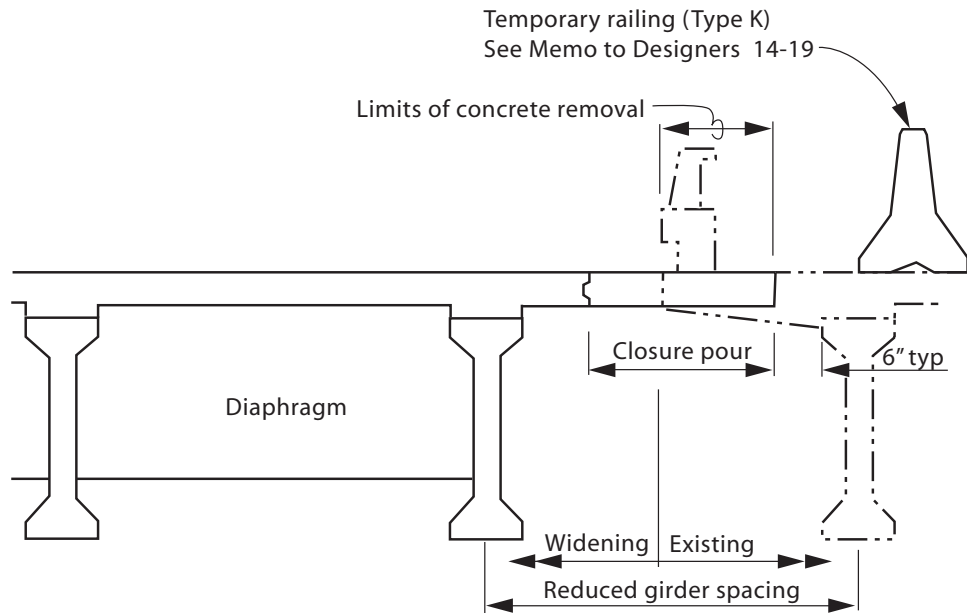 Temporary railing (Type K)
See Memo to Designers 14-19
Limits of concrete removal
Closure pour
6” typ
Diaphragm
Widening
Existing
Reduced girder spacing